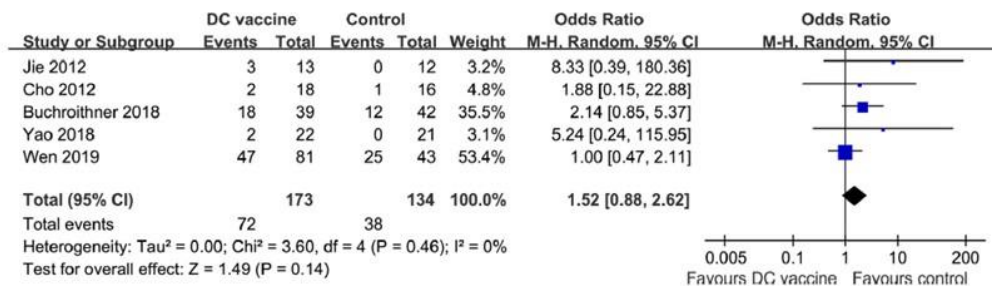 DC vaccine Control Odds Ratio Odds Ratio
Study or Subgroup Events Total Events Total Weight M-H. Random. 95% CI M-H. Random. 95% CI
Jie 2012 3 13 0 12 3.2% 8.33 [0.39, 180.36]
Cho 2012 2 18 1 16 4.8% 1.88 [0.15, 22.88]
Buchroithner 2018 18 39 12 42 35.5% 2.14 [0.85, 5.37]
Yao 2018 2 22 0 21 3.1% 5.24 [0.24, 115.95]
Wen 2019 47 81 25 43 53.4% 1.00 [0.47, 2.11]
Total (95% CI) 173 134 100.0% 1.52 [0.88, 2.62]
Total events 72 38
Heterogeneity: Tau² = 0.00; Chi² = 3.60, df = 4 (P = 0.46); I² = 0%
Test for overall effect: Z = 1.49 (P = 0.14)
0.005 0.1 1 10 200
Favours DC vaccine Favours control